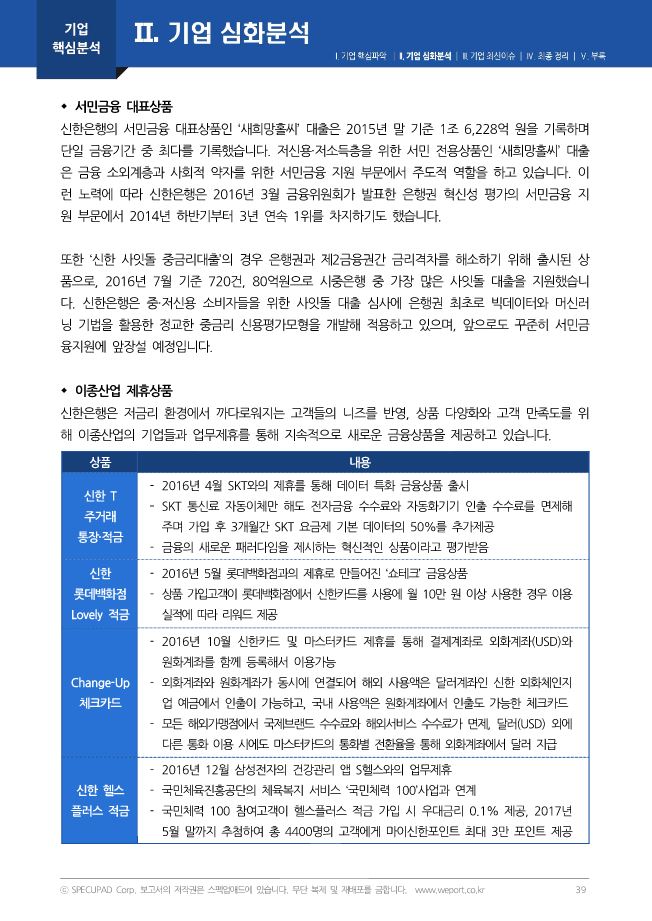 기업
핵심분석
Ⅱ. 기업 심화분석
Ⅰ. 기업 핵심파악 | Ⅱ. 기업 심화분석 | Ⅲ. 기업 최신이슈 | Ⅳ. 최종 정리 | Ⅴ. 부록
◆ 서민금융 대표상품
신한은행의 서민금융 대표상품인 ‘새희망홀씨’ 대출은 2015년 말 기준 1조 6,228억 원을 기록하며
단일 금융기간 중 최다를 기록했습니다. 저신용·저소득층을 위한 서민 전용상품인 ‘새희망홀씨’ 대출
은 금융 소외계층과 사회적 약자를 위한 서민금융 지원 부문에서 주도적 역할을 하고 있습니다. 이
런 노력에 따라 신한은행은 2016년 3월 금융위원회가 발표한 은행권 혁신성 평가의 서민금융 지
원 부문에서 2014년 하반기부터 3년 연속 1위를 차지하기도 했습니다.
또한 ‘신한 사잇돌 중금리대출’의 경우 은행권과 제2금융권간 금리격차를 해소하기 위해 출시된 상
품으로, 2016년 7월 기준 720건, 80억원으로 시중은행 중 가장 많은 사잇돌 대출을 지원했습니
다. 신한은행은 중·저신용 소비자들을 위한 사잇돌 대출 심사에 은행권 최초로 빅데이터와 머신러
닝 기법을 활용한 정교한 중금리 신용평가모형을 개발해 적용하고 있으며, 앞으로도 꾸준히 서민금
융지원에 앞장설 예정입니다.
◆ 이종산업 제휴상품
신한은행은 저금리 환경에서 까다로워지는 고객들의 니즈를 반영, 상품 다양화와 고객 만족도를 위
해 이종산업의 기업들과 업무제휴를 통해 지속적으로 새로운 금융상품을 제공하고 있습니다.
상품 내용
신한 T
주거래
통장·적금
- 2016년 4월 SKT와의 제휴를 통해 데이터 특화 금융상품 출시
- SKT 통신료 자동이체만 해도 전자금융 수수료와 자동화기기 인출 수수료를 면제해
주며 가입 후 3개월간 SKT 요금제 기본 데이터의 50%를 추가제공
- 금융의 새로운 패러다임을 제시하는 혁신적인 상품이라고 평가받음
신한
롯데백화점
Lovely 적금
- 2016년 5월 롯데백화점과의 제휴로 만들어진 ‘쇼테크’ 금융상품
- 상품 가입고객이 롯데백화점에서 신한카드를 사용에 월 10만 원 이상 사용한 경우 이용
실적에 따라 리워드 제공
Change-Up
체크카드
- 2016년 10월 신한카드 및 마스터카드 제휴를 통해 결제계좌로 외화계좌(USD)와
원화계좌를 함께 등록해서 이용가능
- 외화계좌와 원화계좌가 동시에 연결되어 해외 사용액은 달러계좌인 신한 외화체인지
업 예금에서 인출이 가능하고, 국내 사용액은 원화계좌에서 인출도 가능한 체크카드
- 모든 해외가맹점에서 국제브랜드 수수료와 해외서비스 수수료가 면제, 달러(USD) 외에
다른 통화 이용 시에도 마스터카드의 통화별 전환율을 통해 외화계좌에서 달러 지급
신한 헬스
플러스 적금
- 2016년 12월 삼성전자의 건강관리 앱 S헬스와의 업무제휴
- 국민체육진흥공단의 체육복지 서비스 ‘국민체력 100’사업과 연계
- 국민체력 100 참여고객이 헬스플러스 적금 가입 시 우대금리 0.1% 제공, 2017년
5월 말까지 추첨하여 총 4400명의 고객에게 마이신한포인트 최대 3만 포인트 제공
ⓒ SPECUPAD Corp. 보고서의 저작권은 스펙업애드에 있습니다. 무단 복제 및 재배포를 금합니다. www.weport.co.kr
39